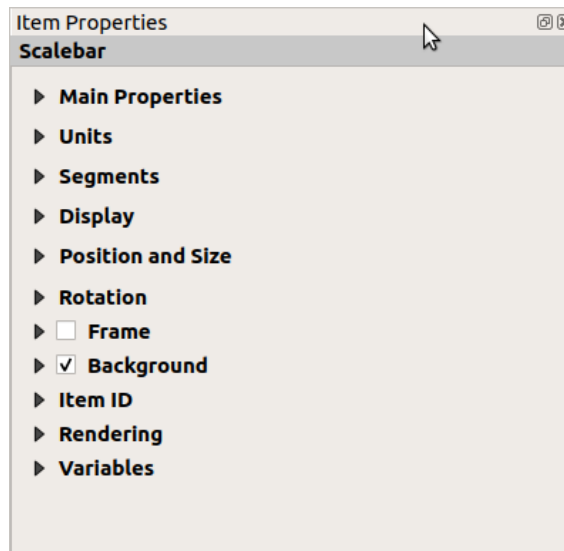 Item Properties
Scalebar
Main Properties
Units
Segments
Display
Position and Size
Rotation
Frame
Background
Item ID
Rendering
Variables